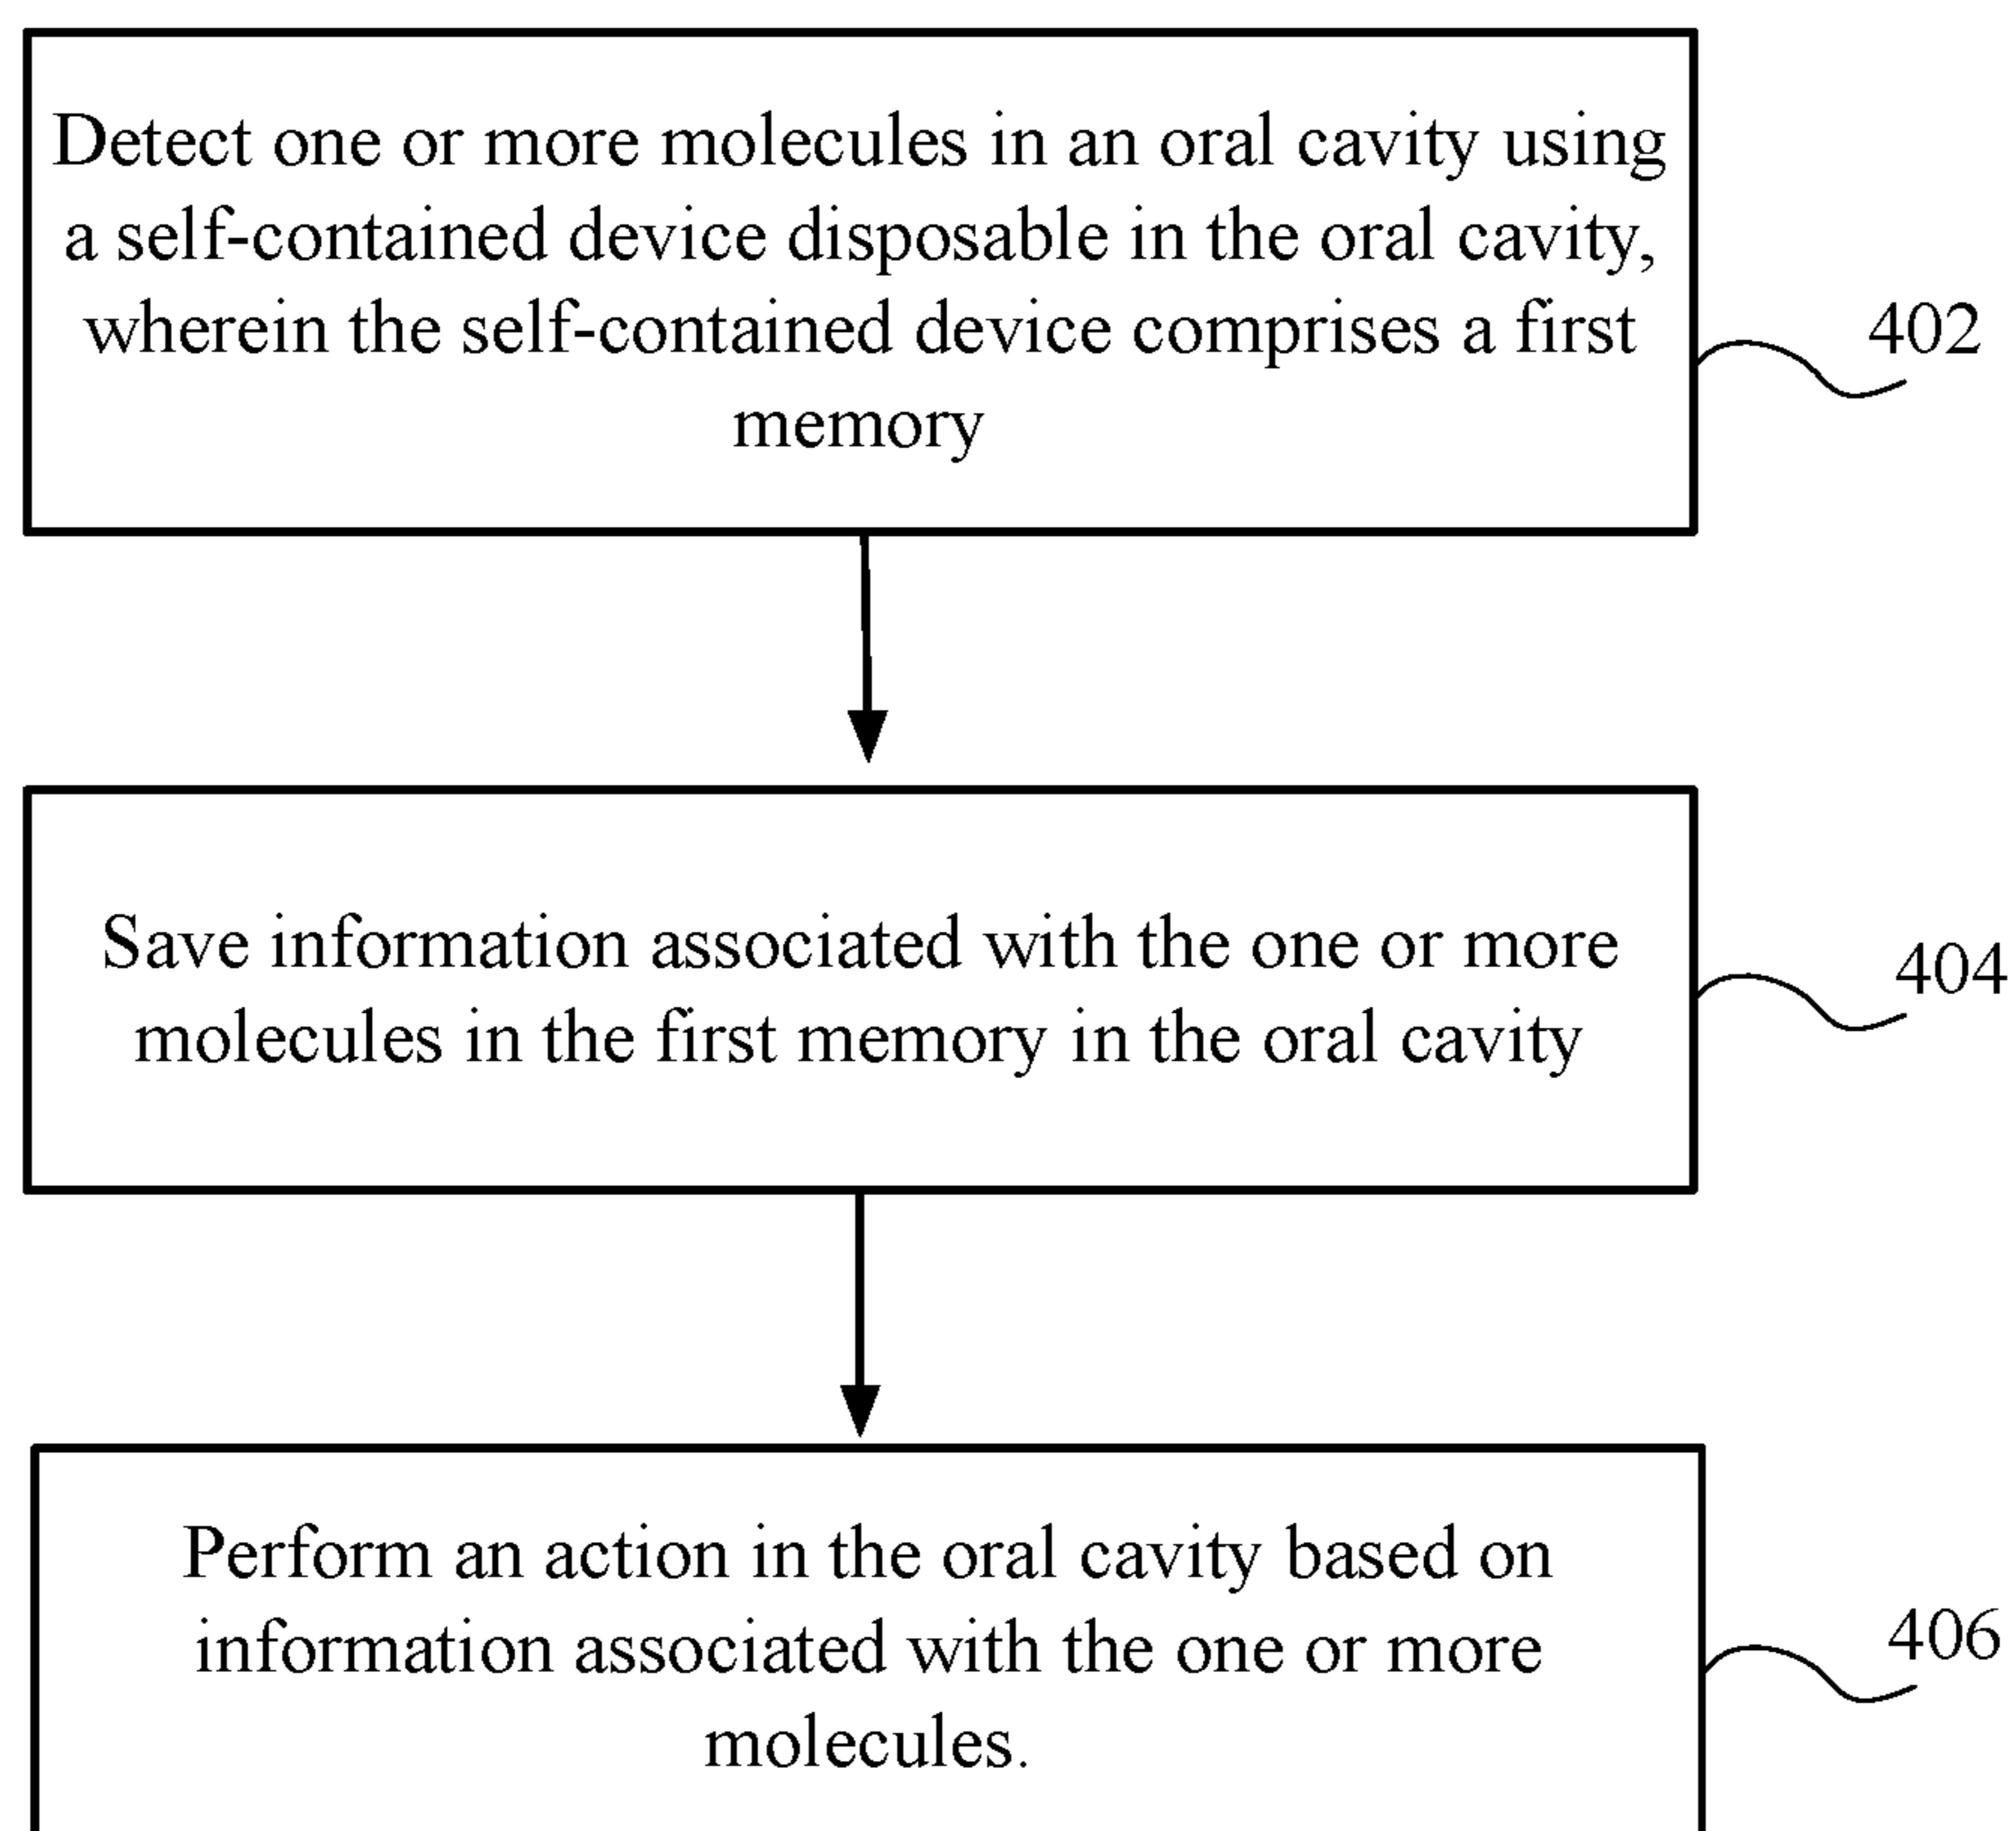 Detect one or more molecules in an oral cavity using
a self-contained device disposable in the oral cavity,
wherein the self-contained device comprises a first
memory
402
Save information associated with the one or more
molecules in the first memory in the oral cavity
404
Perform an action in the oral cavity based on
information associated with the one or more
molecules.
406